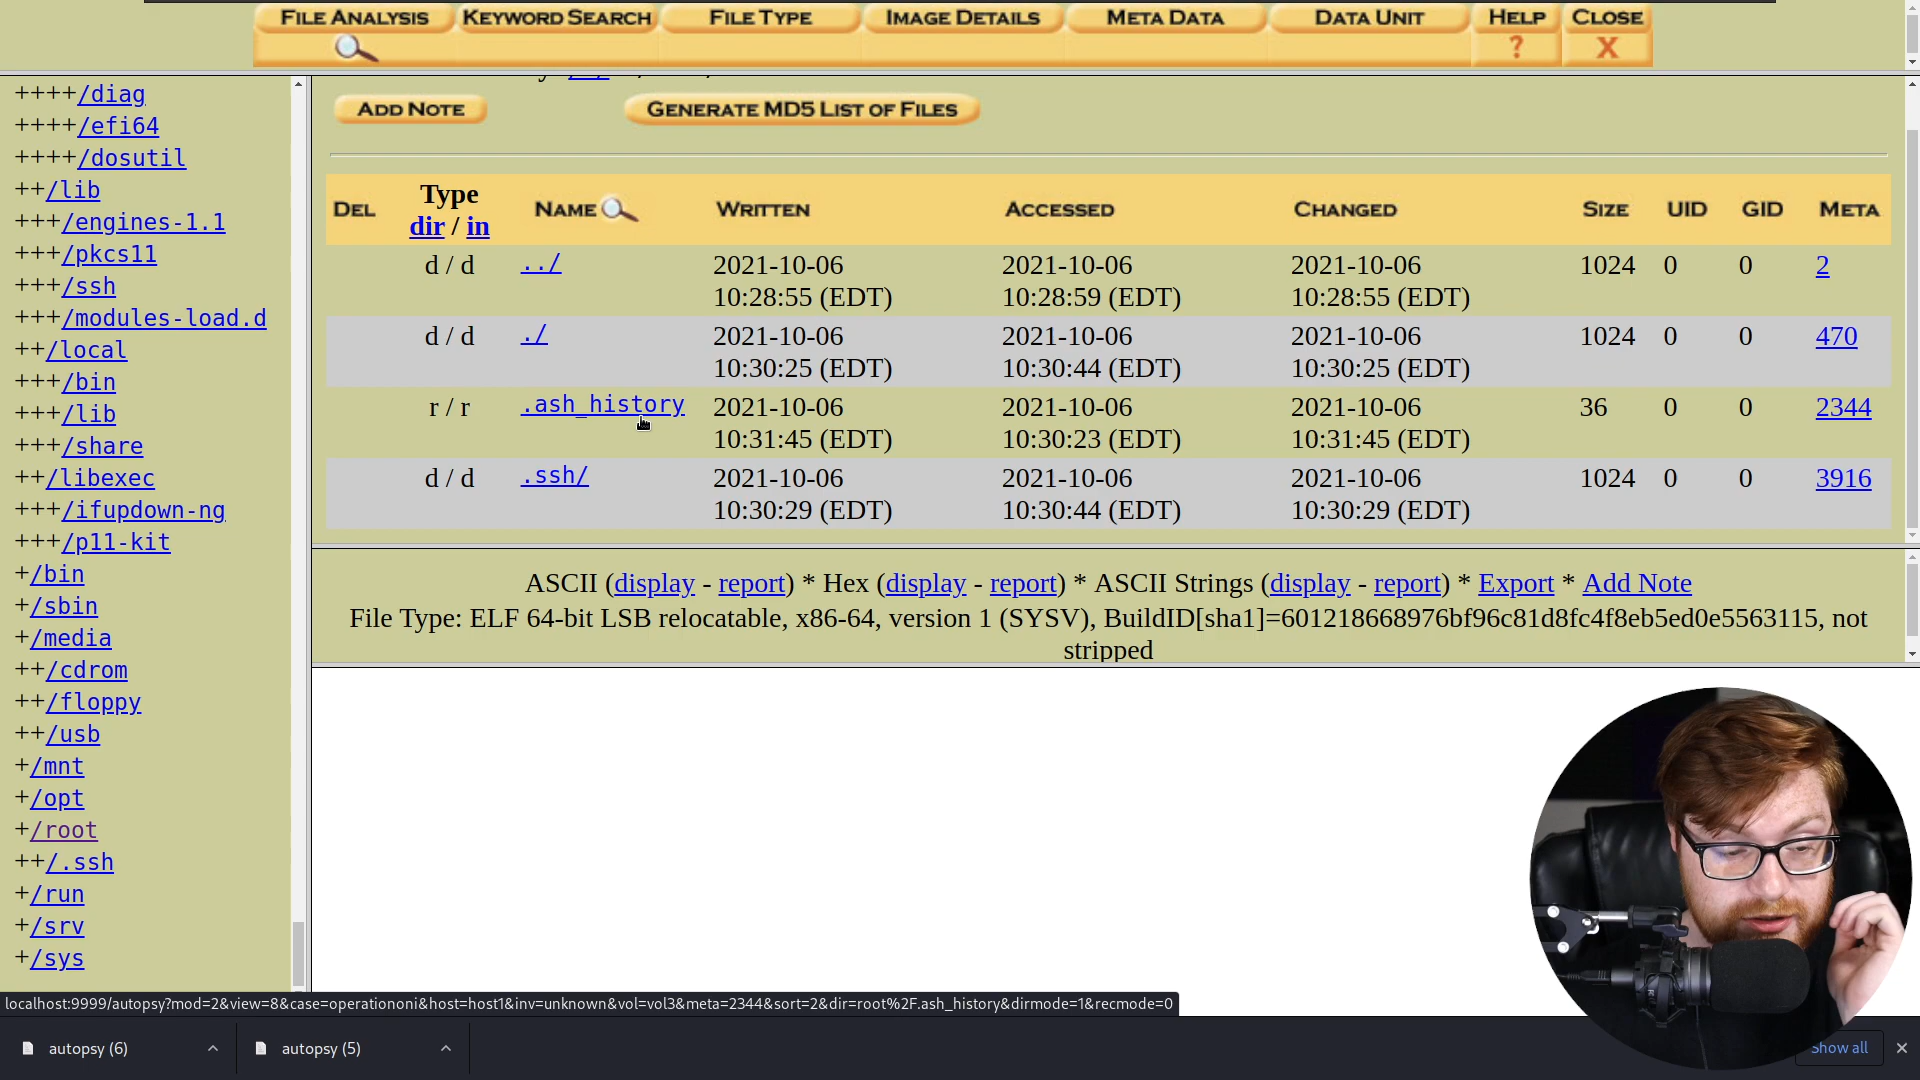 FILE ANALYSIS KEYWORD SEARCH FILE TYPE IMAGE DETAILS META DATA DATA UNIT HELP CLOSE
? X
++++/diag
++++/efi64
++++/dosutil
++/lib
+++/engines-1.1
+++/pkcs11
+++/ssh
+++/modules-load.d
++/local
+++/bin
+++/lib
+++/share
++/libexec
+++/ifupdown-ng
+++/p11-kit
+/bin
+/sbin
+/media
++/cdrom
++/floppy
++/usb
+/mnt
+/opt
+/root
++/.ssh
+/run
+/srv
+/sys
ADD NOTE GENERATE MD5 LIST OF FILES
DEL Type dir / in NAME WRITTEN ACCESSED CHANGED SIZE UID GID META
d / d ../ 2021-10-06 2021-10-06 2021-10-06 1024 0 0 2
10:28:55 (EDT) 10:28:59 (EDT) 10:28:55 (EDT)
d / d ./ 2021-10-06 2021-10-06 2021-10-06 1024 0 0 470
10:30:25 (EDT) 10:30:44 (EDT) 10:30:25 (EDT)
r / r .ash_history 2021-10-06 2021-10-06 2021-10-06 36 0 0 2344
10:31:45 (EDT) 10:30:23 (EDT) 10:31:45 (EDT)
d / d .ssh/ 2021-10-06 2021-10-06 2021-10-06 1024 0 0 3916
10:30:29 (EDT) 10:30:44 (EDT) 10:30:29 (EDT)
ASCII (display - report) * Hex (display - report) * ASCII Strings (display - report) * Export * Add Note
File Type: ELF 64-bit LSB relocatable, x86-64, version 1 (SYSV), BuildID[sha1]=601218668976bf96c81d8fc4f8eb5ed0e5563115, not
stripped
localhost:9999/autopsy?mod=2&view=8&case=operationoni&host=host1&inv=unknown&vol=vol3&meta=2344&sort=2&dir=root%2F.ash_history&dirmode=1&recmode=0
autopsy (6) autopsy (5) Show all